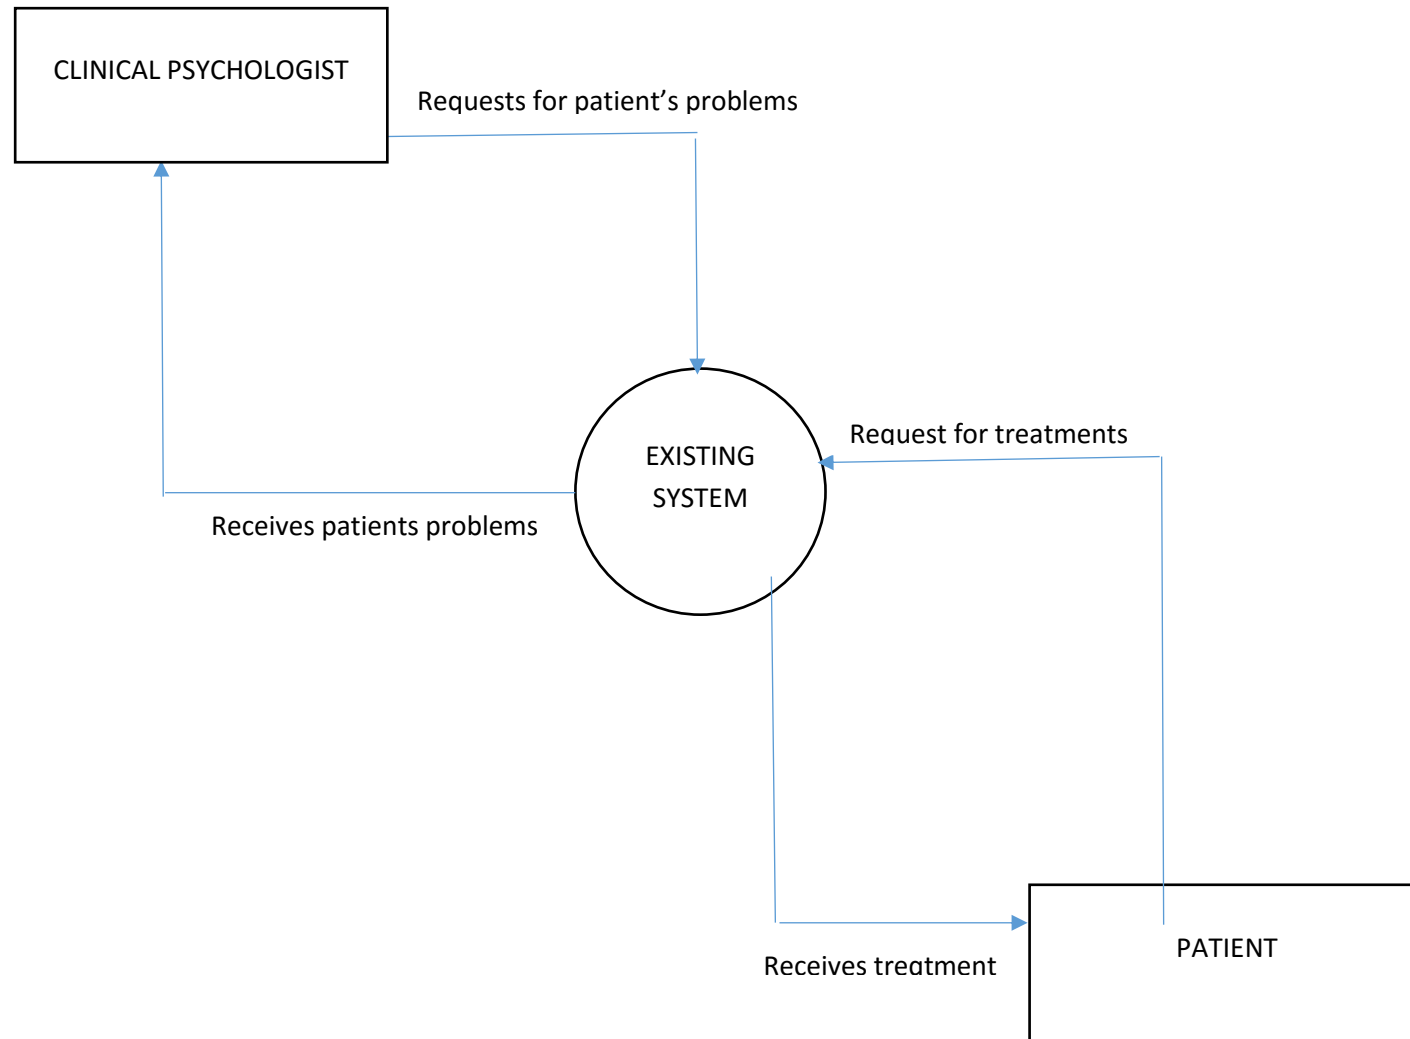 CLINICAL PSYCHOLOGIST
Requests for patient’s problems
Request for treatments
EXISTING
SYSTEM
Receives patients problems
PATIENT
Receives treatment